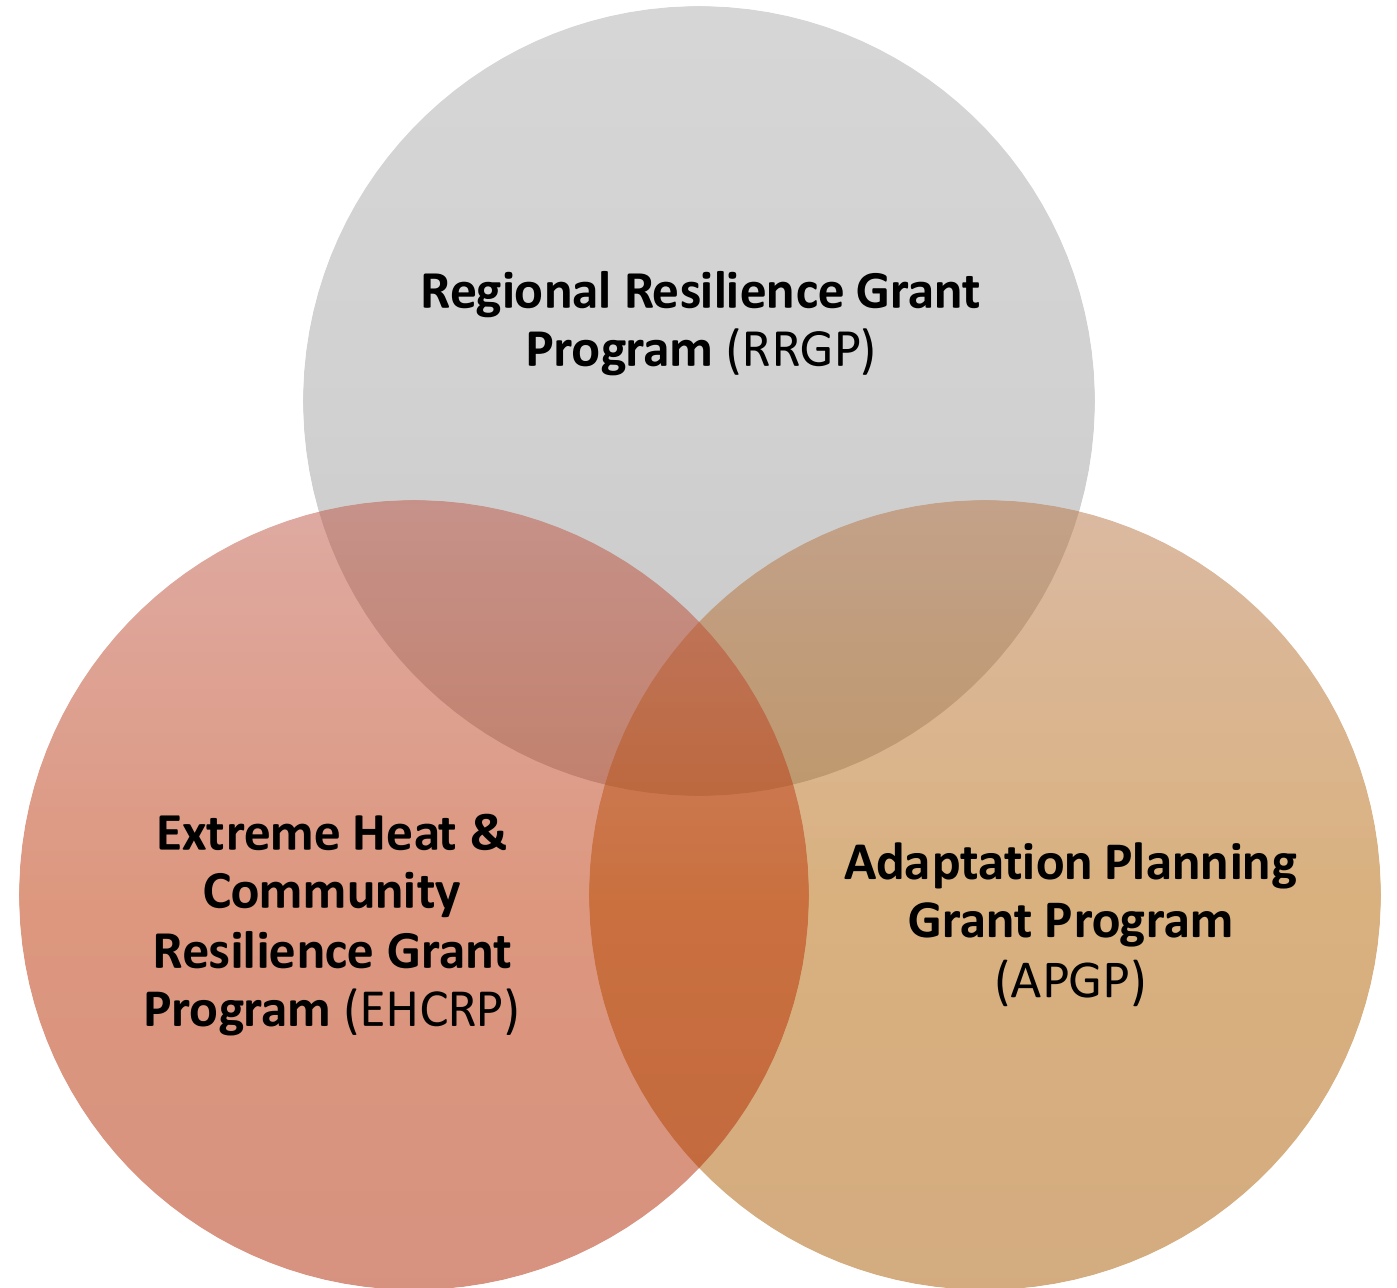 Regional Resilience Grant
Program (RRGP)
Extreme Heat &
Community
Resilience Grant
Program (EHCRP)
Adaptation Planning
Grant Program
(APGP)